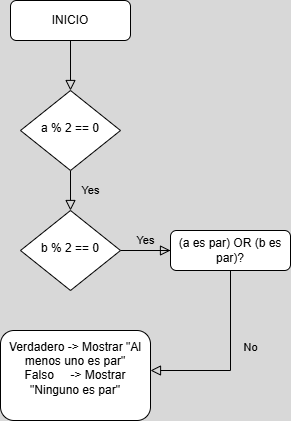 INICIO
a % 2 == 0
Yes
b % 2 == 0
Yes
(a es par) OR (b es
par)?
No
Verdadero -> Mostrar "Al
menos uno es par"
Falso -> Mostrar
"Ninguno es par"